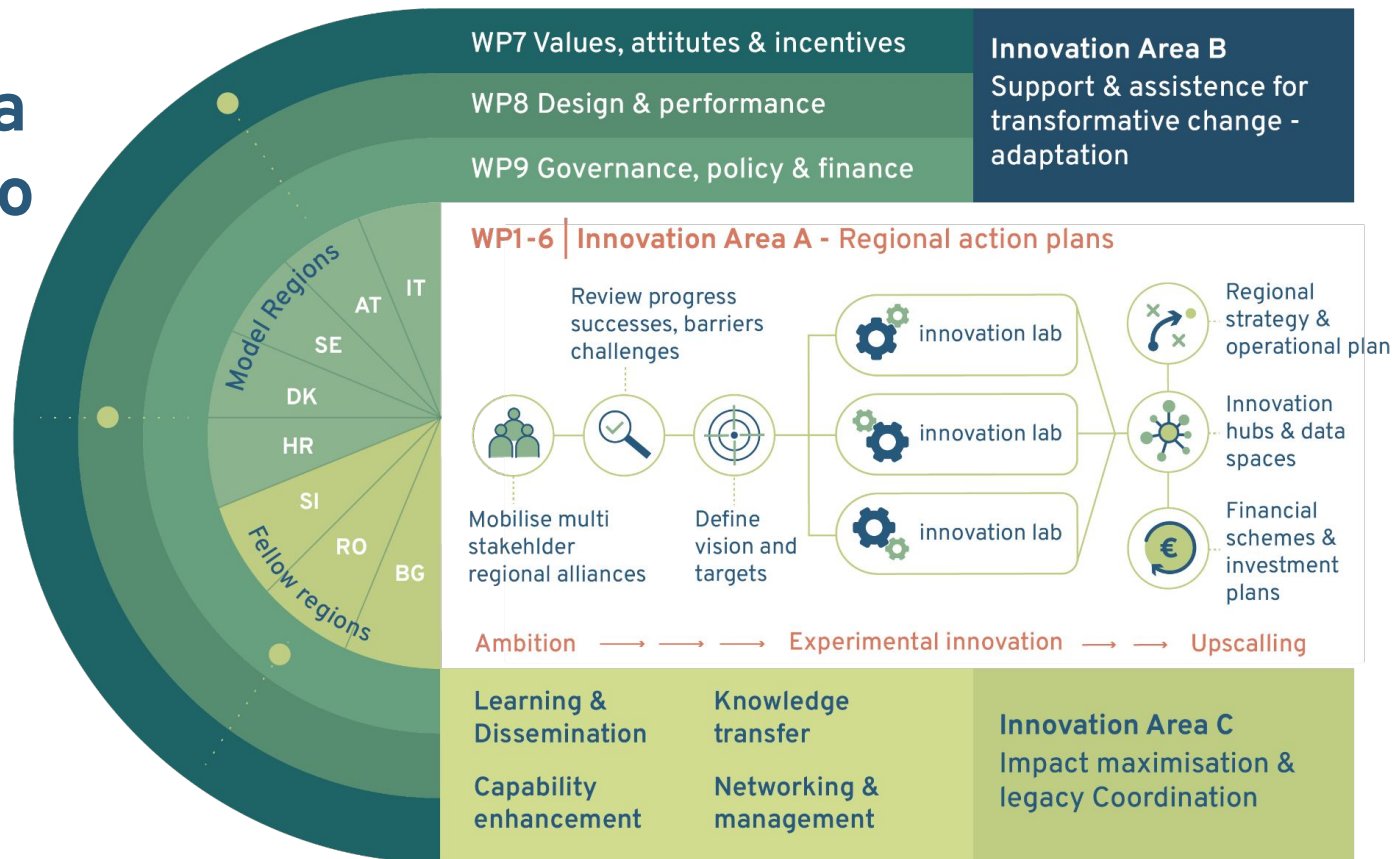 a
o
WP7 Values, attitutes & incentives
WP8 Design & performance
WP9 Governance, policy & finance
Innovation Area B
Support & assistence for
transformative change -
adaptation
Model Regions
IT
AT
SE
DK
HR
SI
RO
BG
Fellow regions
WP1-6 | Innovation Area A - Regional action plans
Review progress
successes, barriers
challenges
Mobilise multi
stakehlder
regional alliances
Define
vision and
targets
innovation lab
innovation lab
innovation lab
Regional
strategy &
operational plan
Innovation
hubs & data
spaces
€
Financial
schemes &
investment
plans
Ambition → → → Experimental innovation → → Upscalling
Learning &
Dissemination
Knowledge
transfer
Capability
enhancement
Networking &
management
Innovation Area C
Impact maximisation &
legacy Coordination